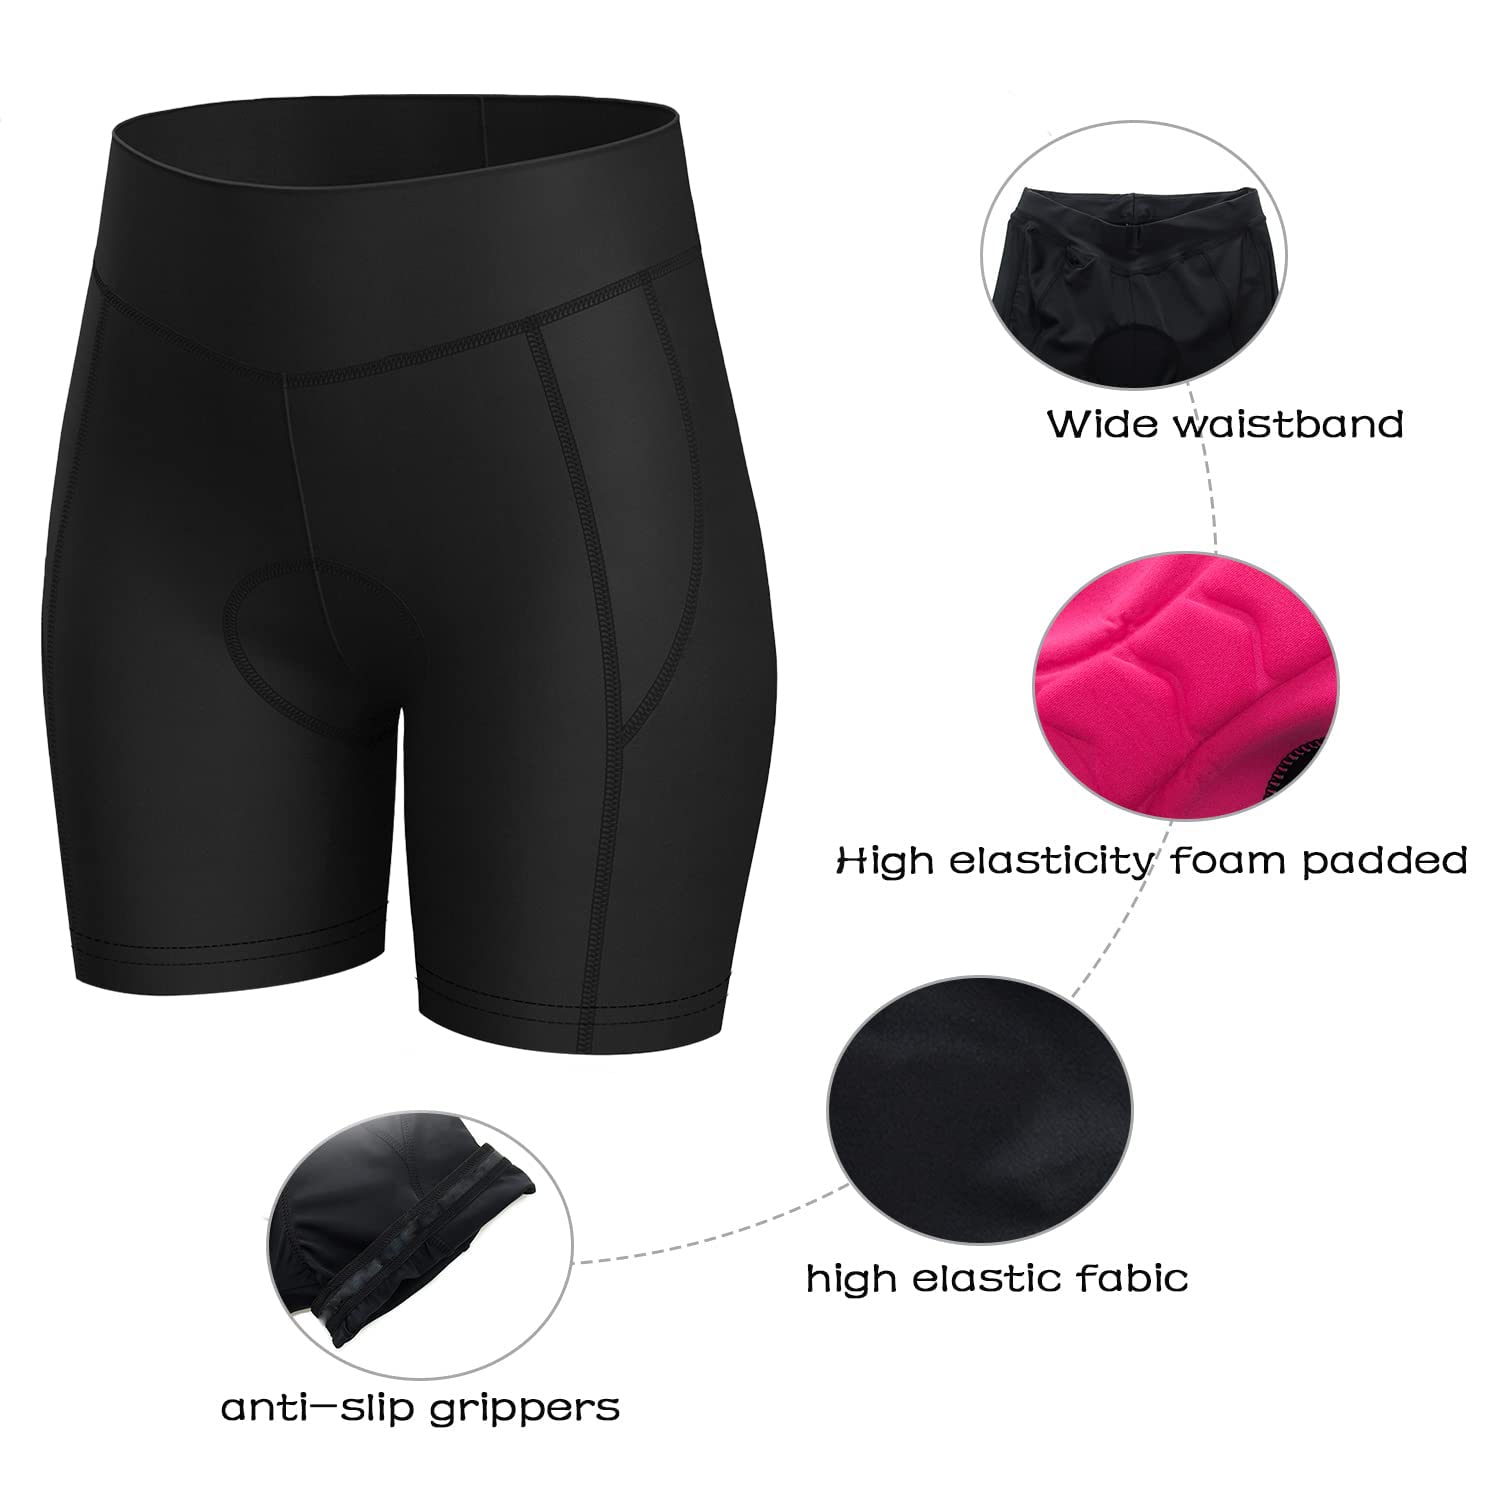 Wide waistband
High elasticity foam padded
high elastic fabic
anti-slip grippers